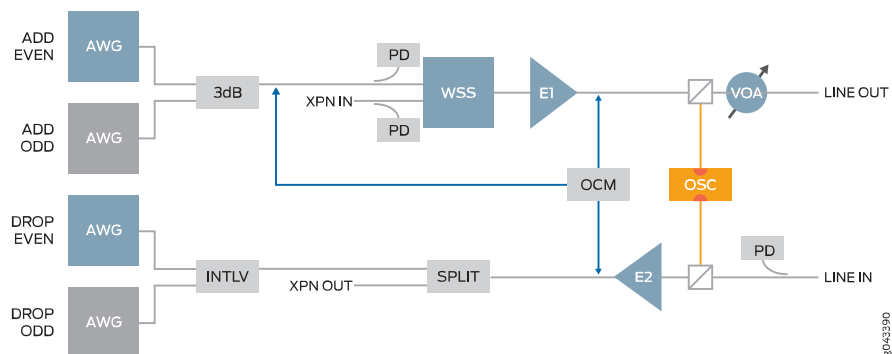 ADD
EVEN
AWG
ADD
ODD
AWG
3dB
XPN IN
PD
PD
WSS
E1
VOA
LINE OUT
OCM
OSC
DROP
EVEN
AWG
DROP
ODD
AWG
INTLV
XPN OUT
SPLIT
E2
PD
LINE IN
g043390